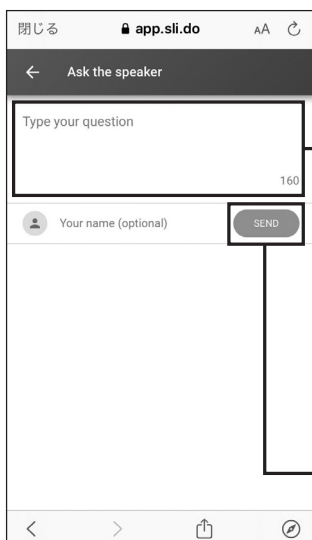 閉じる app.sli.do AA
Ask the speaker
Type your question
160
Your name (optional) SEND